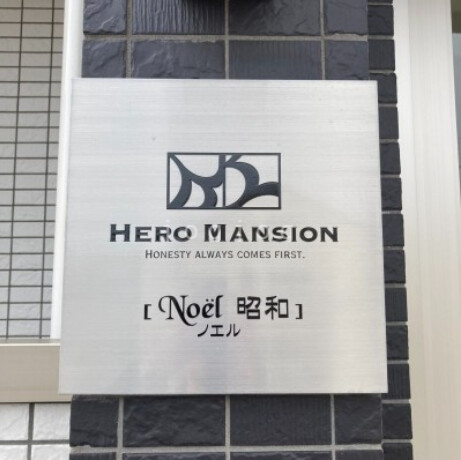 HERO MANSION
HONESTY ALWAYS COMES FIRST.
[ Noël 昭和 ]
ノエル